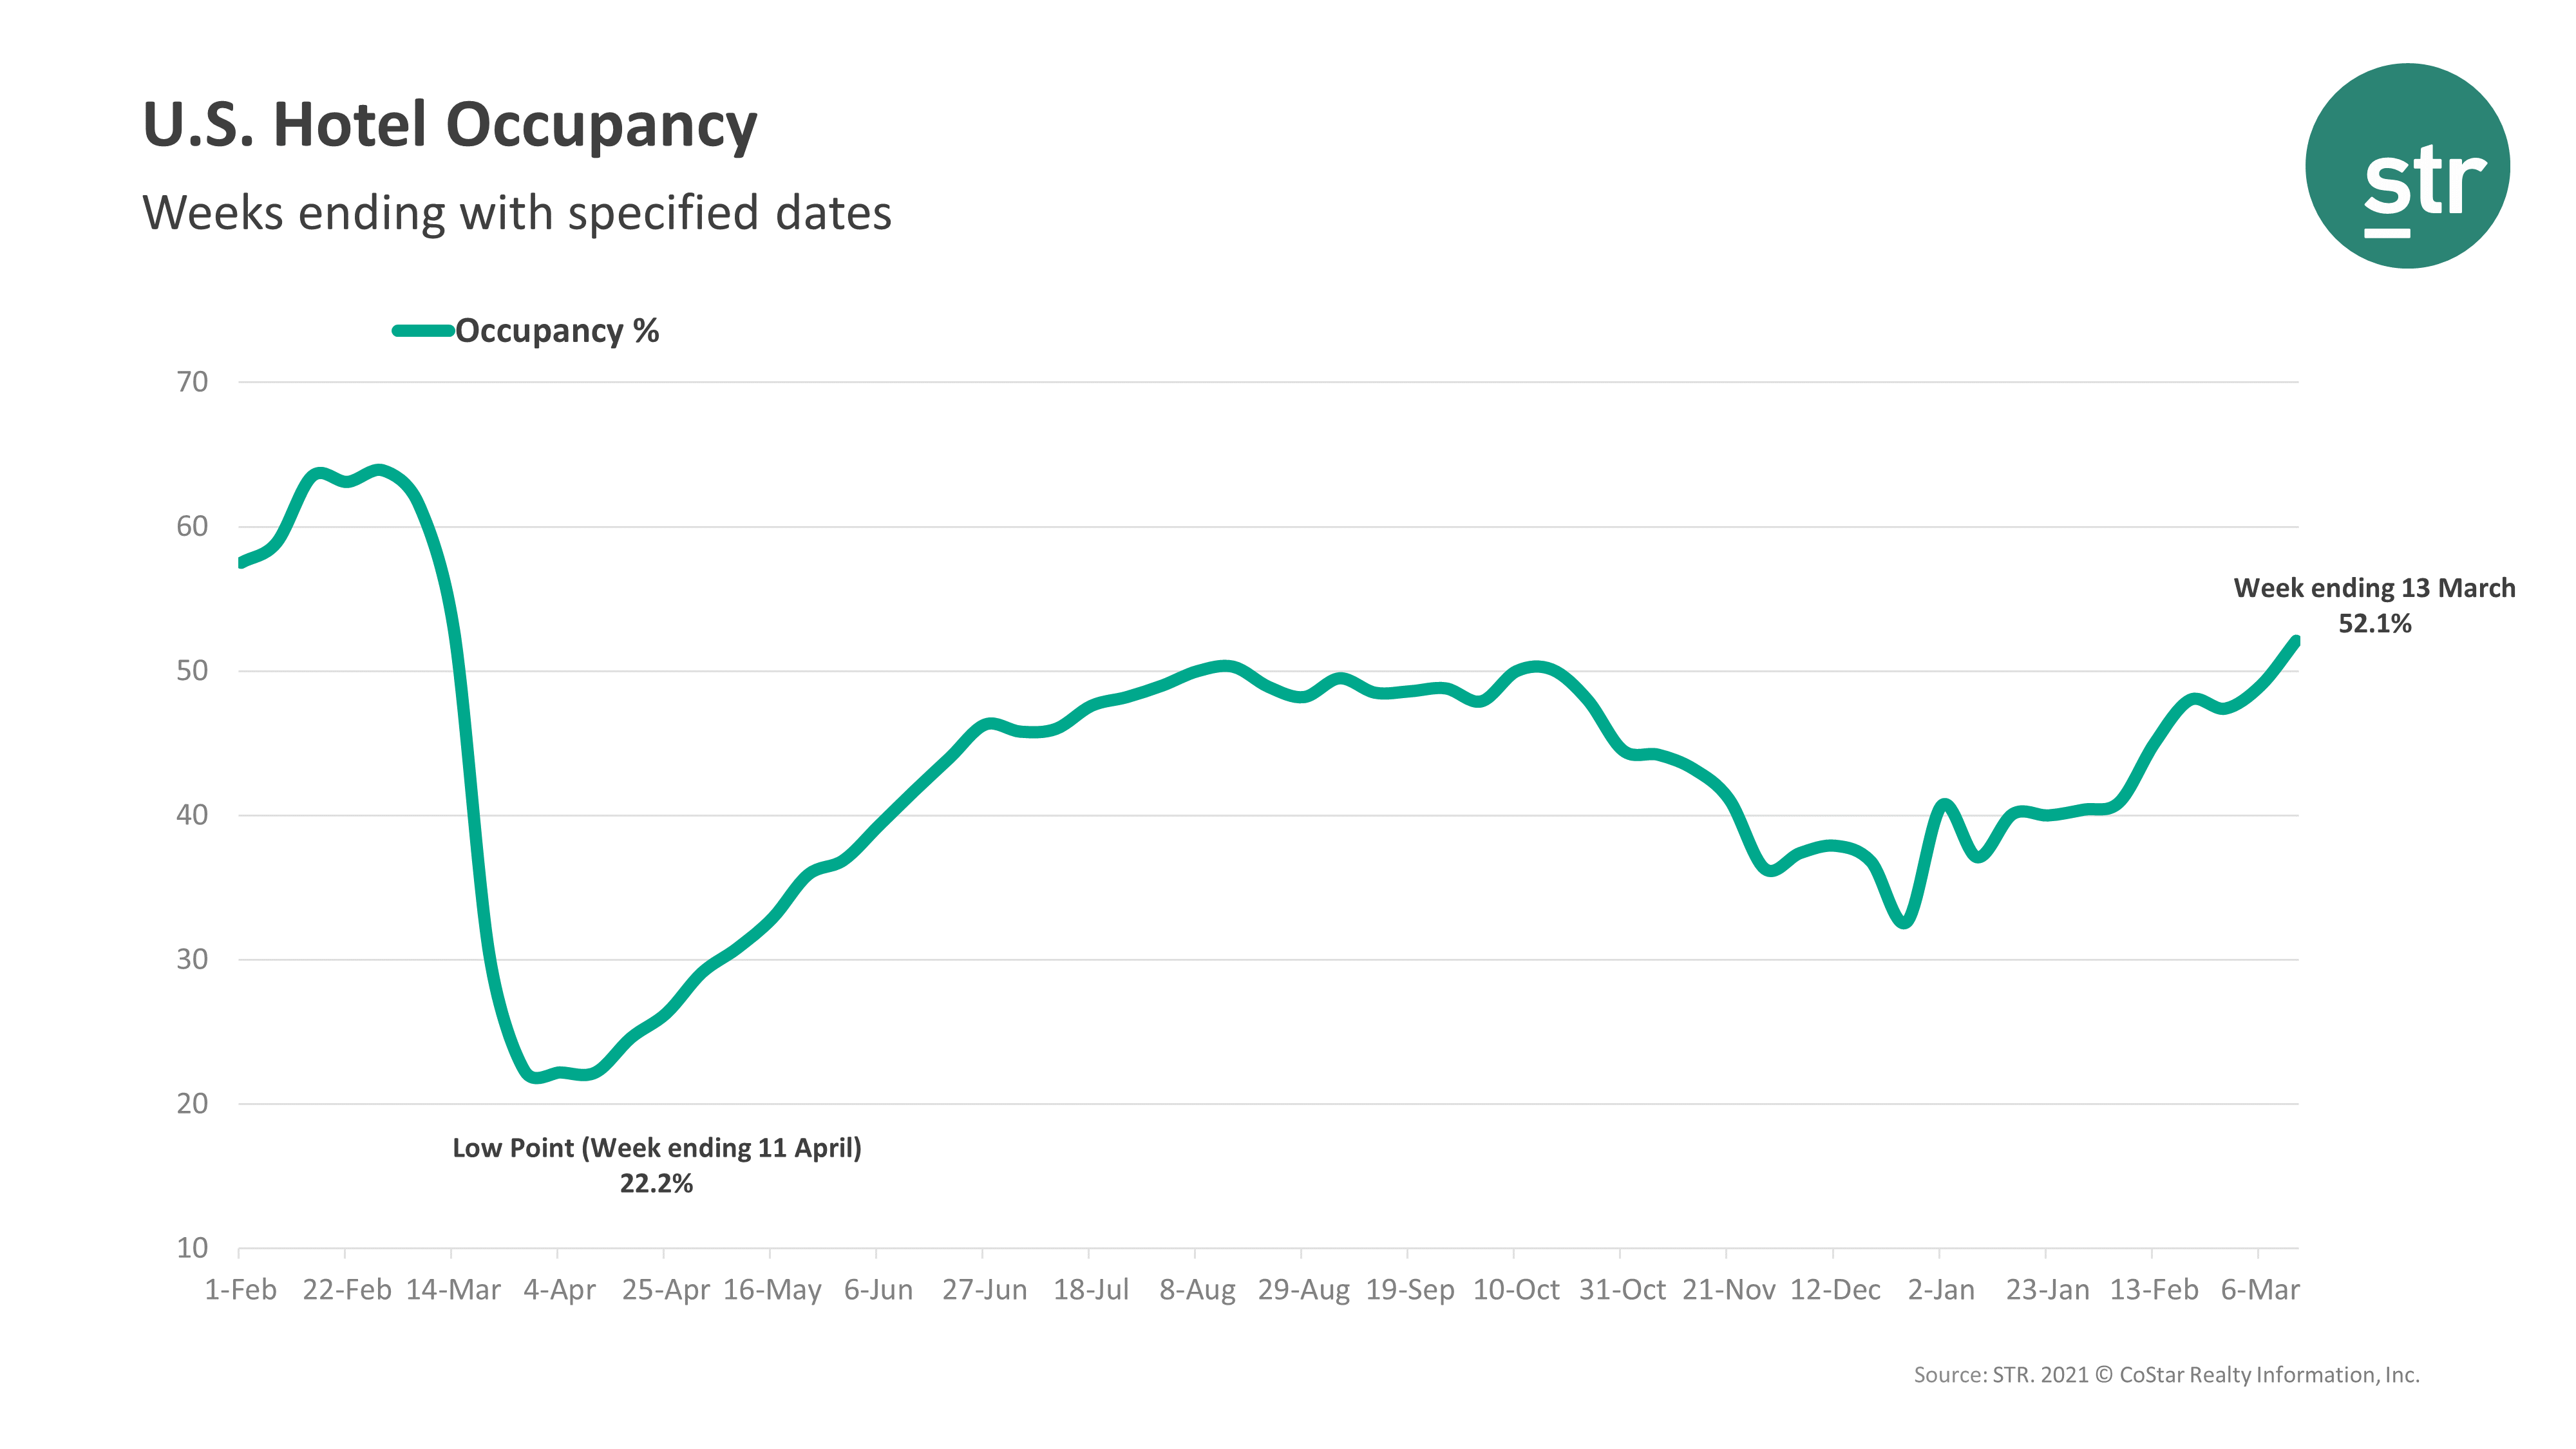 U.S. Hotel Occupancy
Weeks ending with specified dates
str
Occupancy %
70
60
50
40
30
20
10
Week ending 13 March
52.1%
Low Point (Week ending 11 April)
22.2%
1-Feb 22-Feb 14-Mar 4-Apr 25-Apr 16-May 6-Jun 27-Jun 18-Jul 8-Aug 29-Aug 19-Sep 10-Oct 31-Oct 21-Nov 12-Dec 2-Jan 23-Jan 13-Feb 6-Mar
Source: STR. 2021 © CoStar Realty Information, Inc.